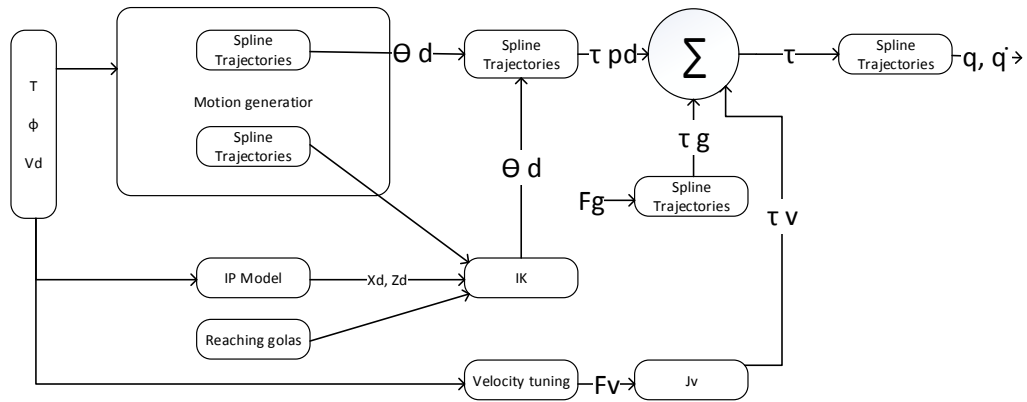 T
ϕ
Vd
Spline
Trajectories
Motion generatior
Spline
Trajectories
ϴ d
Spline
Trajectories
τ pd
∑
τ
Spline
Trajectories
q, q̇
τ g
Fg
Spline
Trajectories
τ v
ϴ d
IP Model
Xd, Zd
IK
Reaching golas
Velocity tuning
Fv
Jv